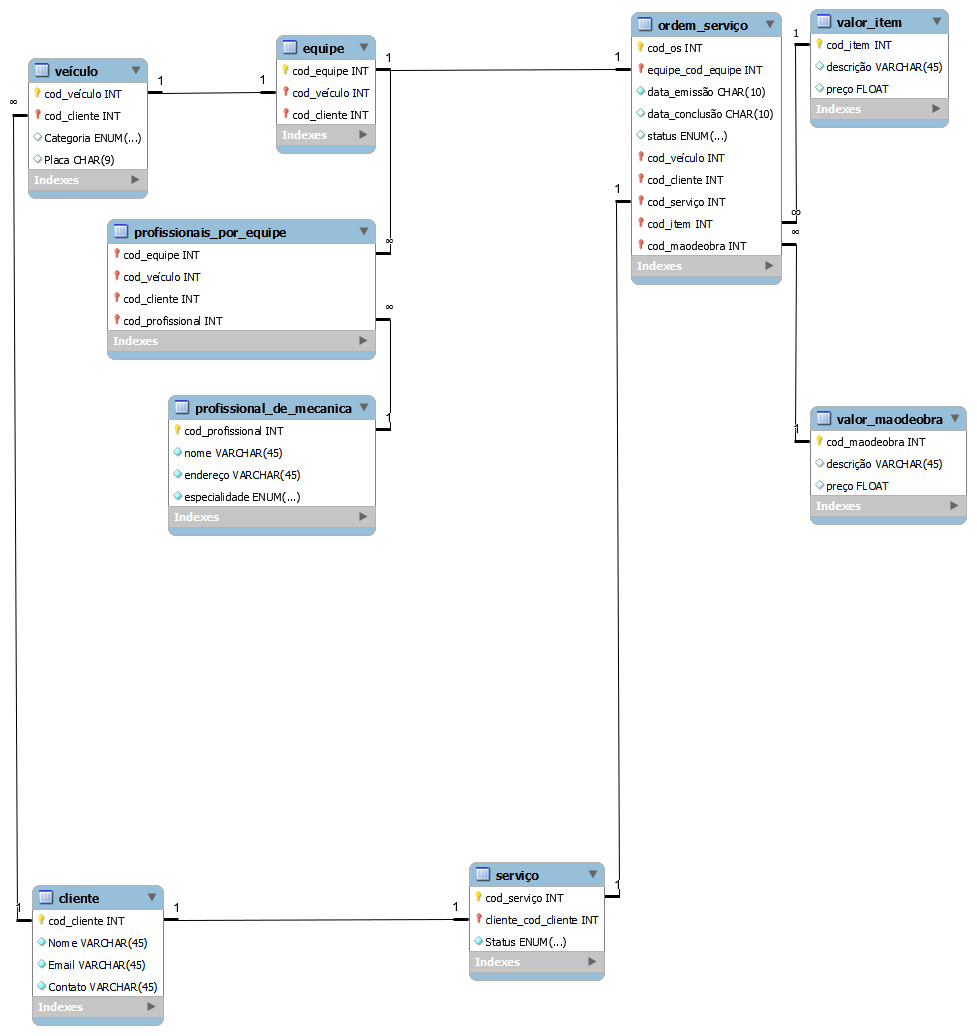 veículo
cod_veículo INT
cod_cliente INT
Categoria ENUM(...)
Placa CHAR(9)
Indexes
1
1
∞
equipe
cod_equipe INT
cod_veículo INT
cod_cliente INT
Indexes
1
1
ordem_serviço
cod_os INT
equipe_cod_equipe INT
data_emissão CHAR(10)
data_conclusão CHAR(10)
status ENUM(...)
cod_veículo INT
cod_cliente INT
cod_serviço INT
cod_item INT
cod_maodeobra INT
Indexes
1
∞
∞
1
valor_item
cod_item INT
descrição VARCHAR(45)
preço FLOAT
Indexes
profissionais_por_equipe
cod_equipe INT
cod_veículo INT
cod_cliente INT
cod_profissional INT
Indexes
∞
∞
profissional_de_mecanica
cod_profissional INT
nome VARCHAR(45)
endereço VARCHAR(45)
especialidade ENUM(...)
Indexes
1
1
valor_maodeobra
cod_maodeobra INT
descrição VARCHAR(45)
preço FLOAT
Indexes
1
cliente
cod_cliente INT
Nome VARCHAR(45)
Email VARCHAR(45)
Contato VARCHAR(45)
Indexes
1
1
serviço
cod_serviço INT
cliente_cod_cliente INT
Status ENUM(...)
Indexes
1